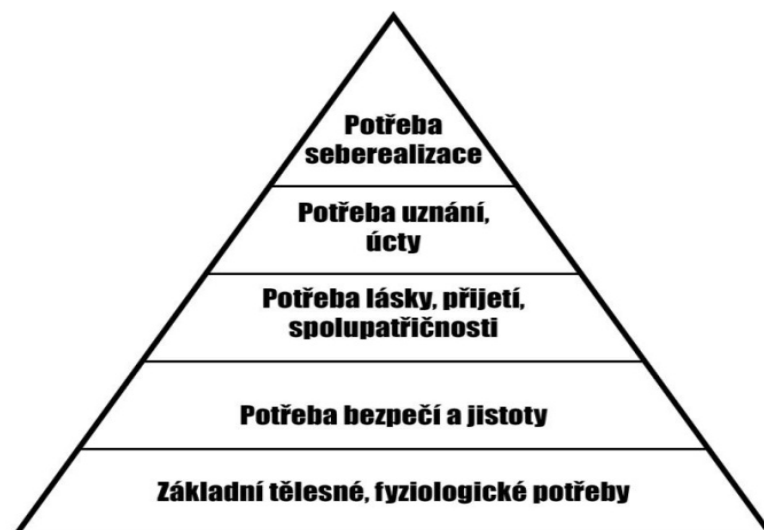 Potřeba
seberealizace
Potřeba uznání,
úcty
Potřeba lásky, přijetí,
spolupatřičnosti
Potřeba bezpečí a jistoty
Základní tělesné, fyziologické potřeby